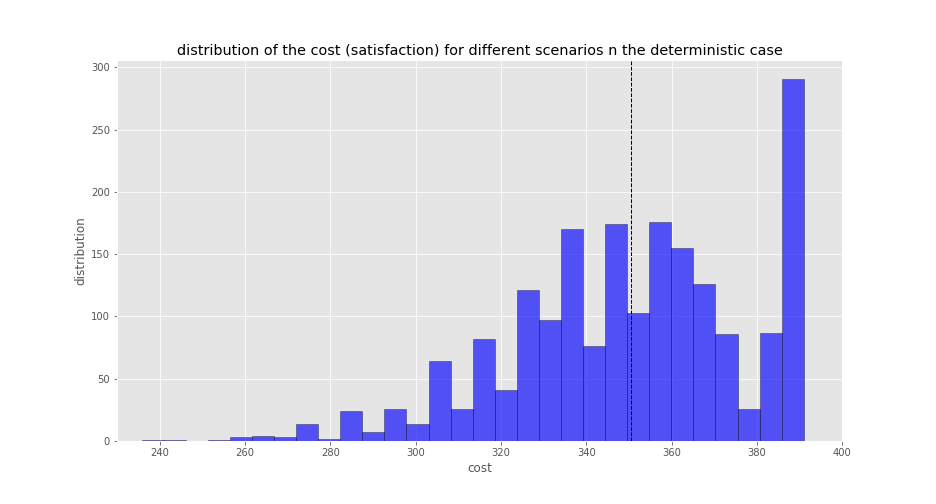 distribution of the cost (satisfaction) for different scenarios n the deterministic case
300
250
200
150
100
50
0
distribution
240 260 280 300 320 340 360 380 400
cost